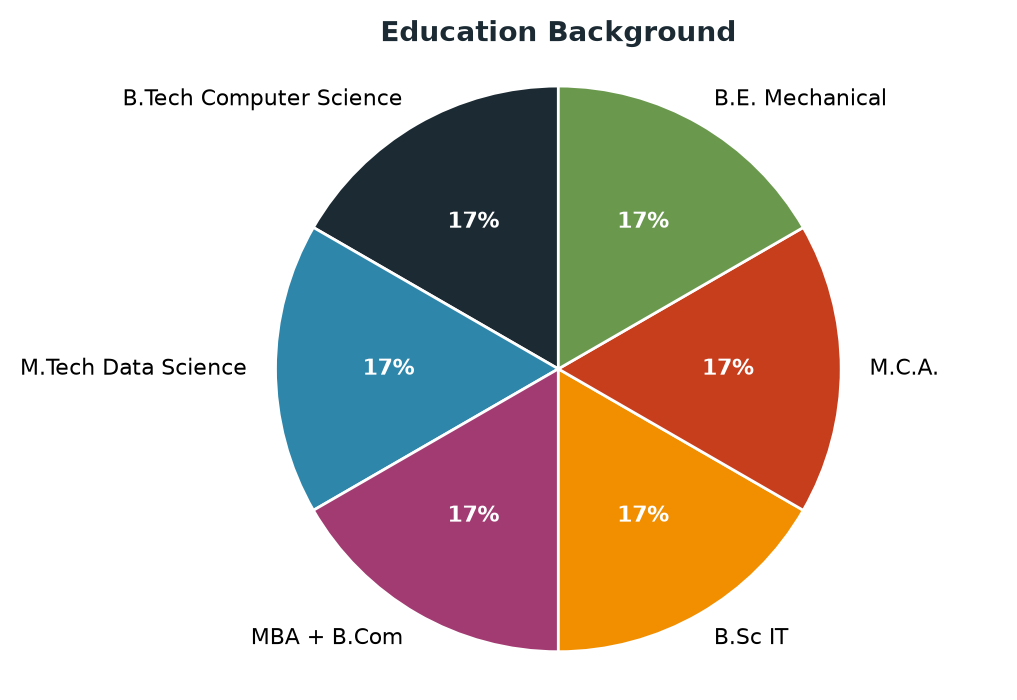 Education Background
B.Tech Computer Science
B.E. Mechanical
17%
17%
M.Tech Data Science
17%
17%
M.C.A.
17%
17%
MBA + B.Com
B.Sc IT